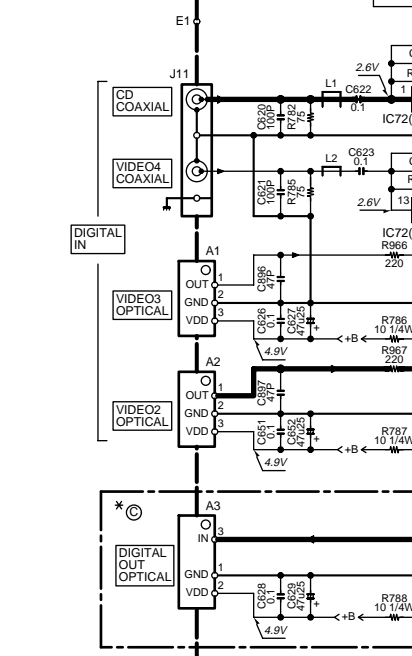 E1
J11
CD
COAXIAL
C620
100P
R782
75
L1
C622
0.1
2.6V
1
IC72(
VIDEO4
COAXIAL
C621
100P
R785
75
L2
C623
0.1
2.6V
13
IC72(
DIGITAL
IN
A1
R966
220
VIDEO3
OPTICAL
OUT
1
GND
2
VDD
3
C896
47P
C626
0.1
C627
47u25
+
4.9V
+B
R786
10 1/4W
A2
R967
220
VIDEO2
OPTICAL
OUT
1
GND
2
VDD
3
C897
47P
C651
0.1
C652
47u25
+
4.9V
+B
R787
10 1/4W
* ©
A3
DIGITAL
OUT
OPTICAL
IN
3
GND
1
VDD
2
C628
0.1
C629
47u25
+
4.9V
+B
R788
10 1/4W